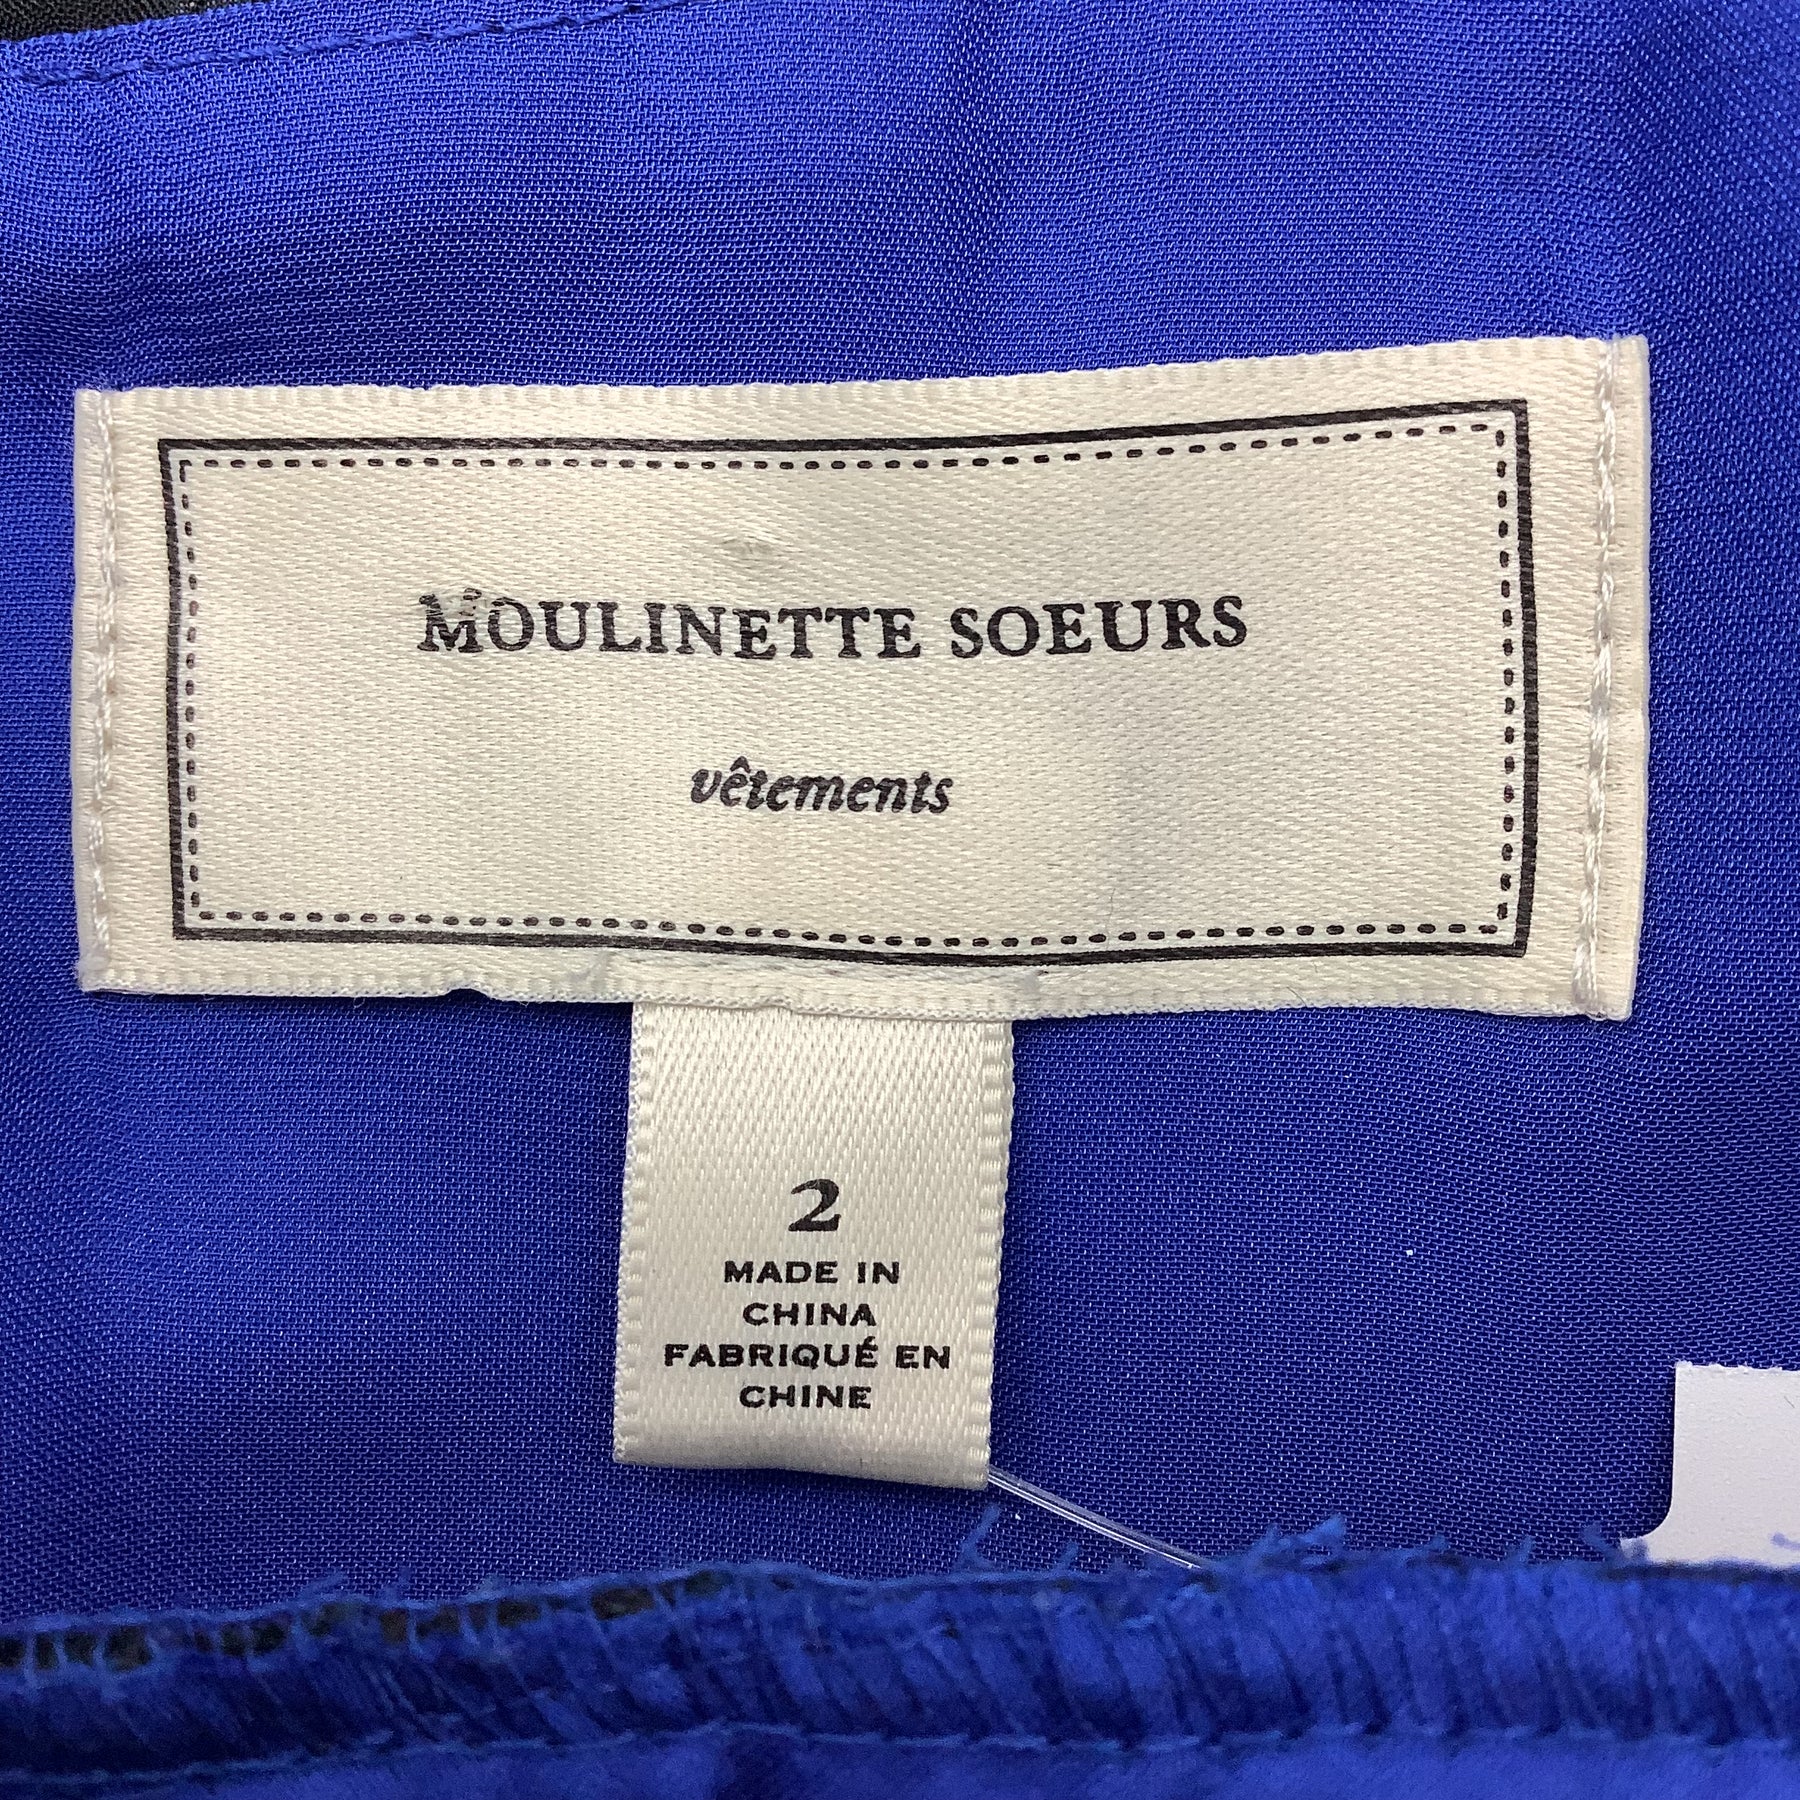 MOULINETTE SOEURS
vêtements
2
MADE IN
CHINA
FABRIQUÉ EN
CHINE